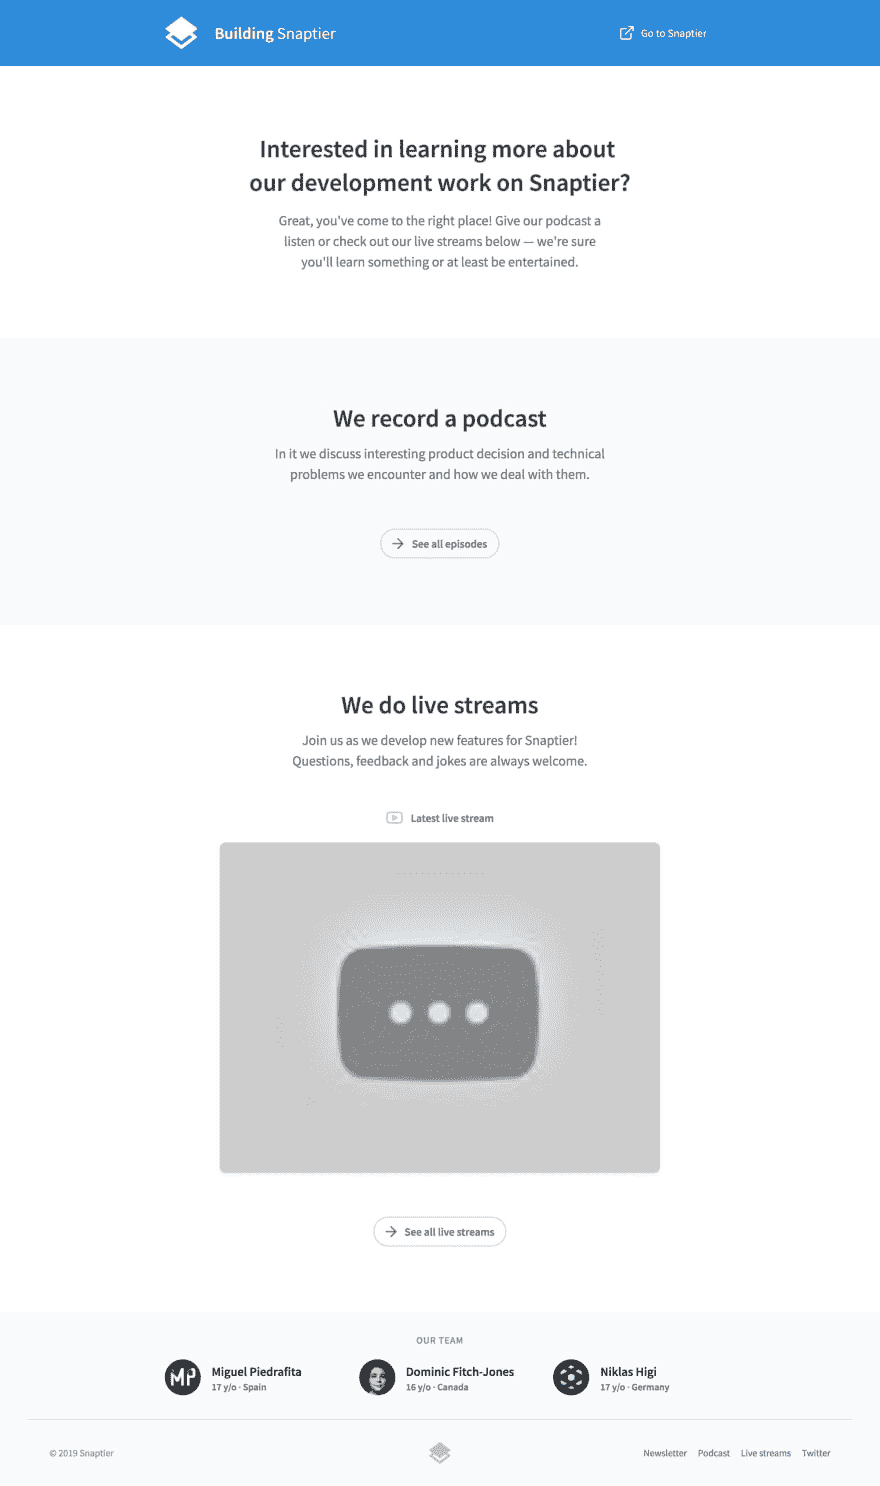 Building Snaptier
Go to Snaptier
Interested in learning more about
our development work on Snaptier?
Great, you've come to the right place! Give our podcast a
listen or check out our live streams below — we're sure
you'll learn something or at least be entertained.
We record a podcast
In it we discuss interesting product decision and technical
problems we encounter and how we deal with them.
See all episodes
We do live streams
Join us as we develop new features for Snaptier!
Questions, feedback and jokes are always welcome.
Latest live stream
See all live streams
OUR TEAM
MP
Miguel Piedrafita
17 y/o · Spain
Dominic Fitch-Jones
16 y/o · Canada
Niklas Higi
17 y/o · Germany
© 2019 Snaptier
Newsletter Podcast Live streams Twitter